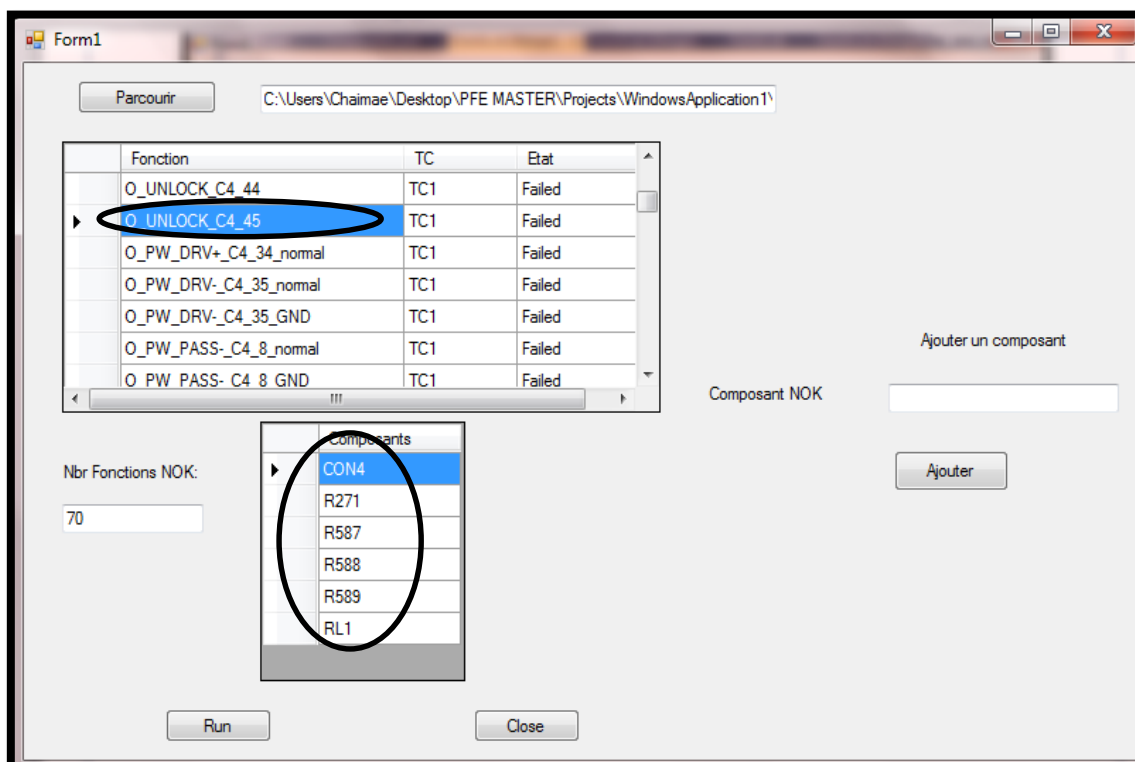 Form1
Parcourir C:\Users\Chaimae\Desktop\PFE MASTER\Projects\WindowsApplication1\
Fonction TC Etat
O_UNLOCK_C4_44 TC1 Failed
O_UNLOCK_C4_45 TC1 Failed
O_PW_DRV+_C4_34_normal TC1 Failed
O_PW_DRV-_C4_35_normal TC1 Failed
O_PW_DRV-_C4_35_GND TC1 Failed
O_PW_PASS-_C4_8_normal TC1 Failed
O_PW_PASS-_C4_8_GND TC1 Failed
Ajouter un composant
Composant NOK
Ajouter
Nbr Fonctions NOK:
70
Composants
CON4
R271
R587
R588
R589
RL1
Run Close